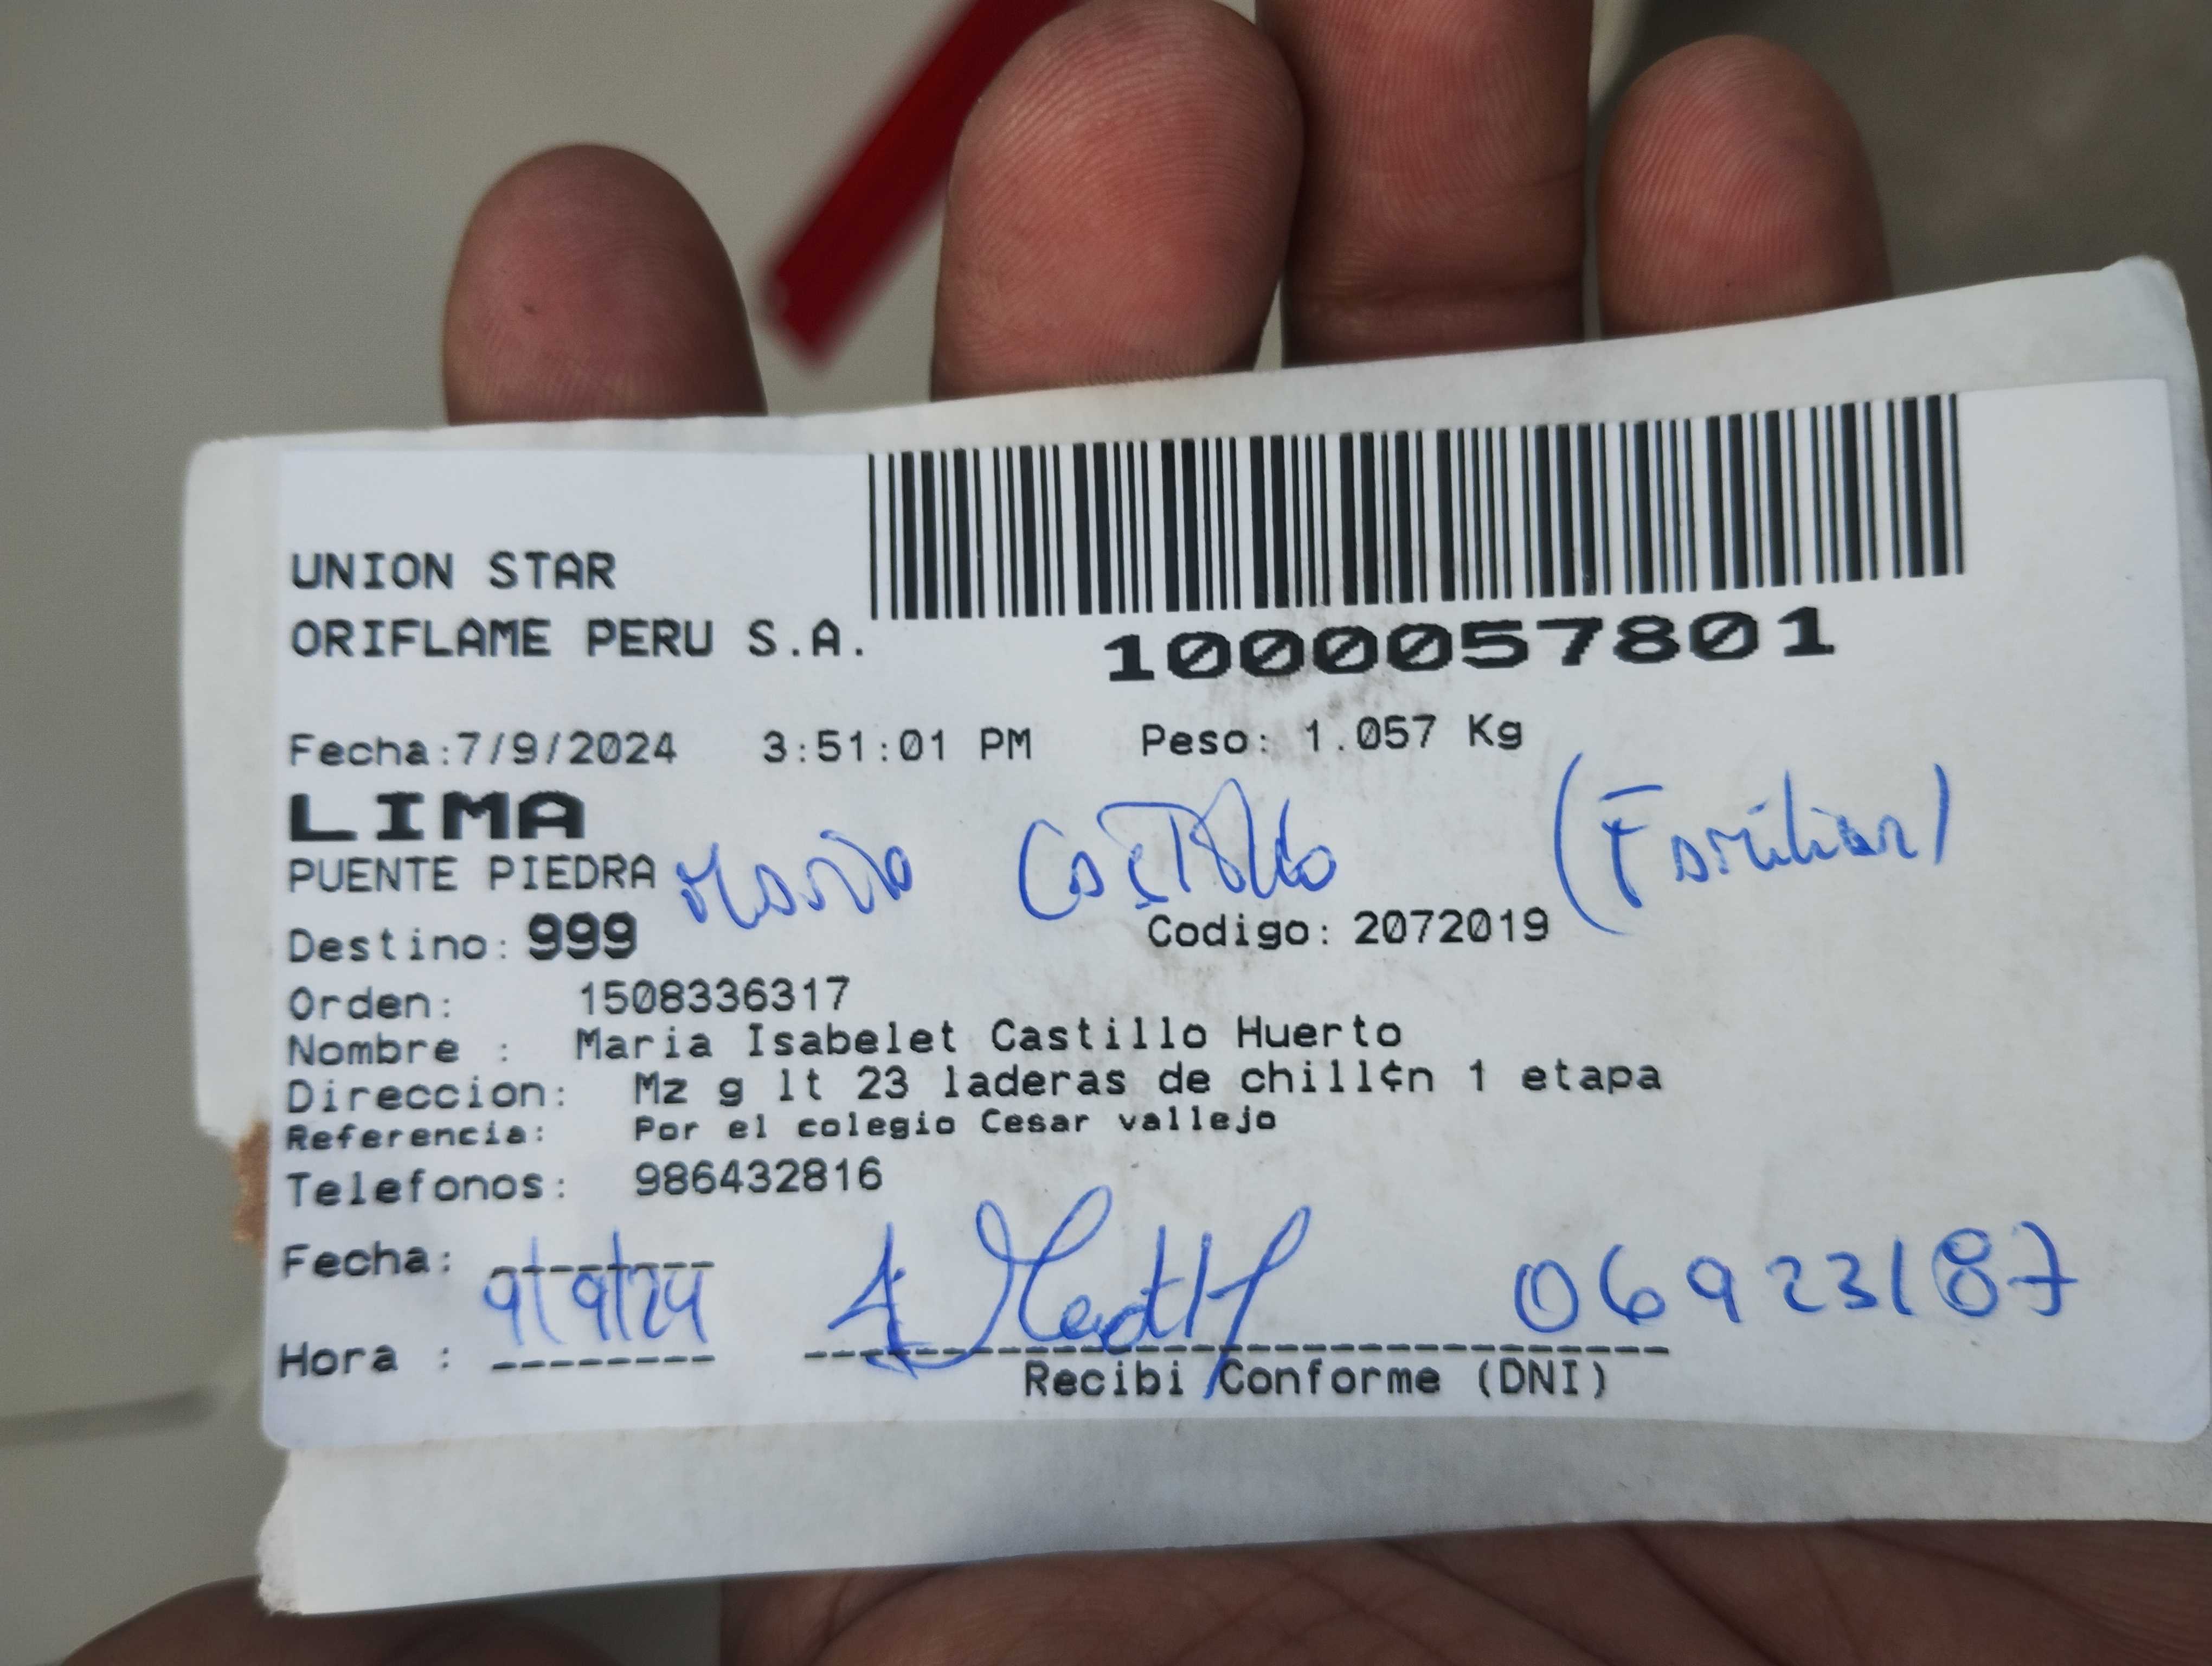 UNION STAR
ORIFLAME PERU S.A.
1000057801
Fecha:7/9/2024 3:51:01 PM Peso: 1.057 Kg
LIMA
PUENTE PIEDRA Mario Castillo (Familiar)
Destino: 999 Codigo: 2072019
Orden: 1508336317
Nombre : Maria Isabelet Castillo Huerto
Direccion: Mz g lt 23 laderas de chill¢n 1 etapa
Referencia: Por el colegio Cesar vallejo
Telefonos: 986432816
Fecha: 9/9/24 06923187
Hora :
Recibi Conforme (DNI)